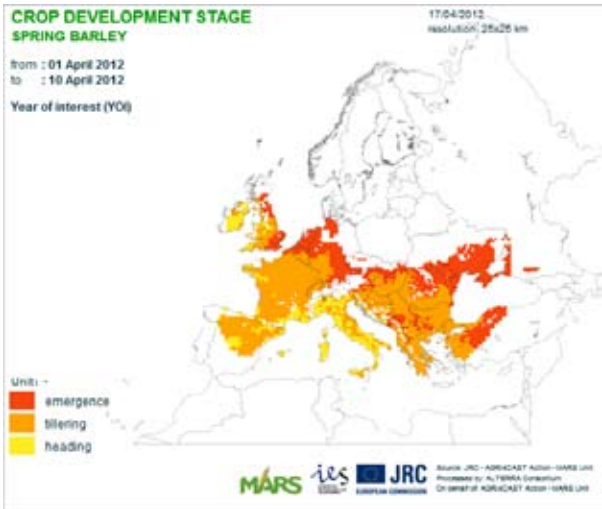 CROP DEVELOPMENT STAGE
SPRING BARLEY
17/04/2012
resolution: 25x25 km
from : 01 April 2012
to : 10 April 2012
Year of interest (YOI)
Unit: -
emergence
tillering
heading
MARS
ies
JRC
EUROPEAN COMMISSION
Source: JRC - AGRI4CAST Action - MARS Unit
Processed by ALTERRA Consortium
On behalf of AGRI4CAST Action - MARS Unit